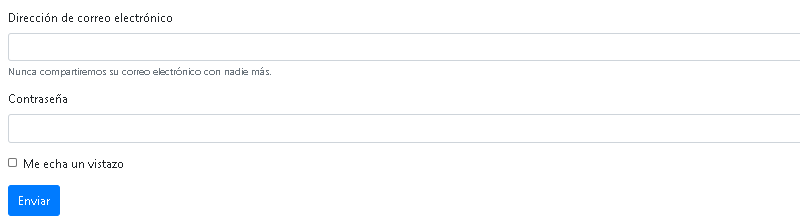 Dirección de correo electrónico
Nunca compartiremos su correo electrónico con nadie más.
Contraseña
Me echa un vistazo
Enviar